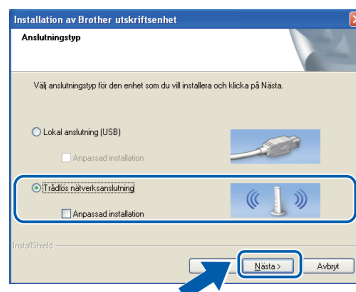 Installation av Brother utskriftsenhet
Anslutningstyp
Välj anslutningstyp för den enhet som du vill installera och klicka på Nästa.
Lokal anslutning (USB)
Anpassad installation
Trådlös nätverksanslutning
Anpassad installation
InstallShield
Nästa >
Avbryt